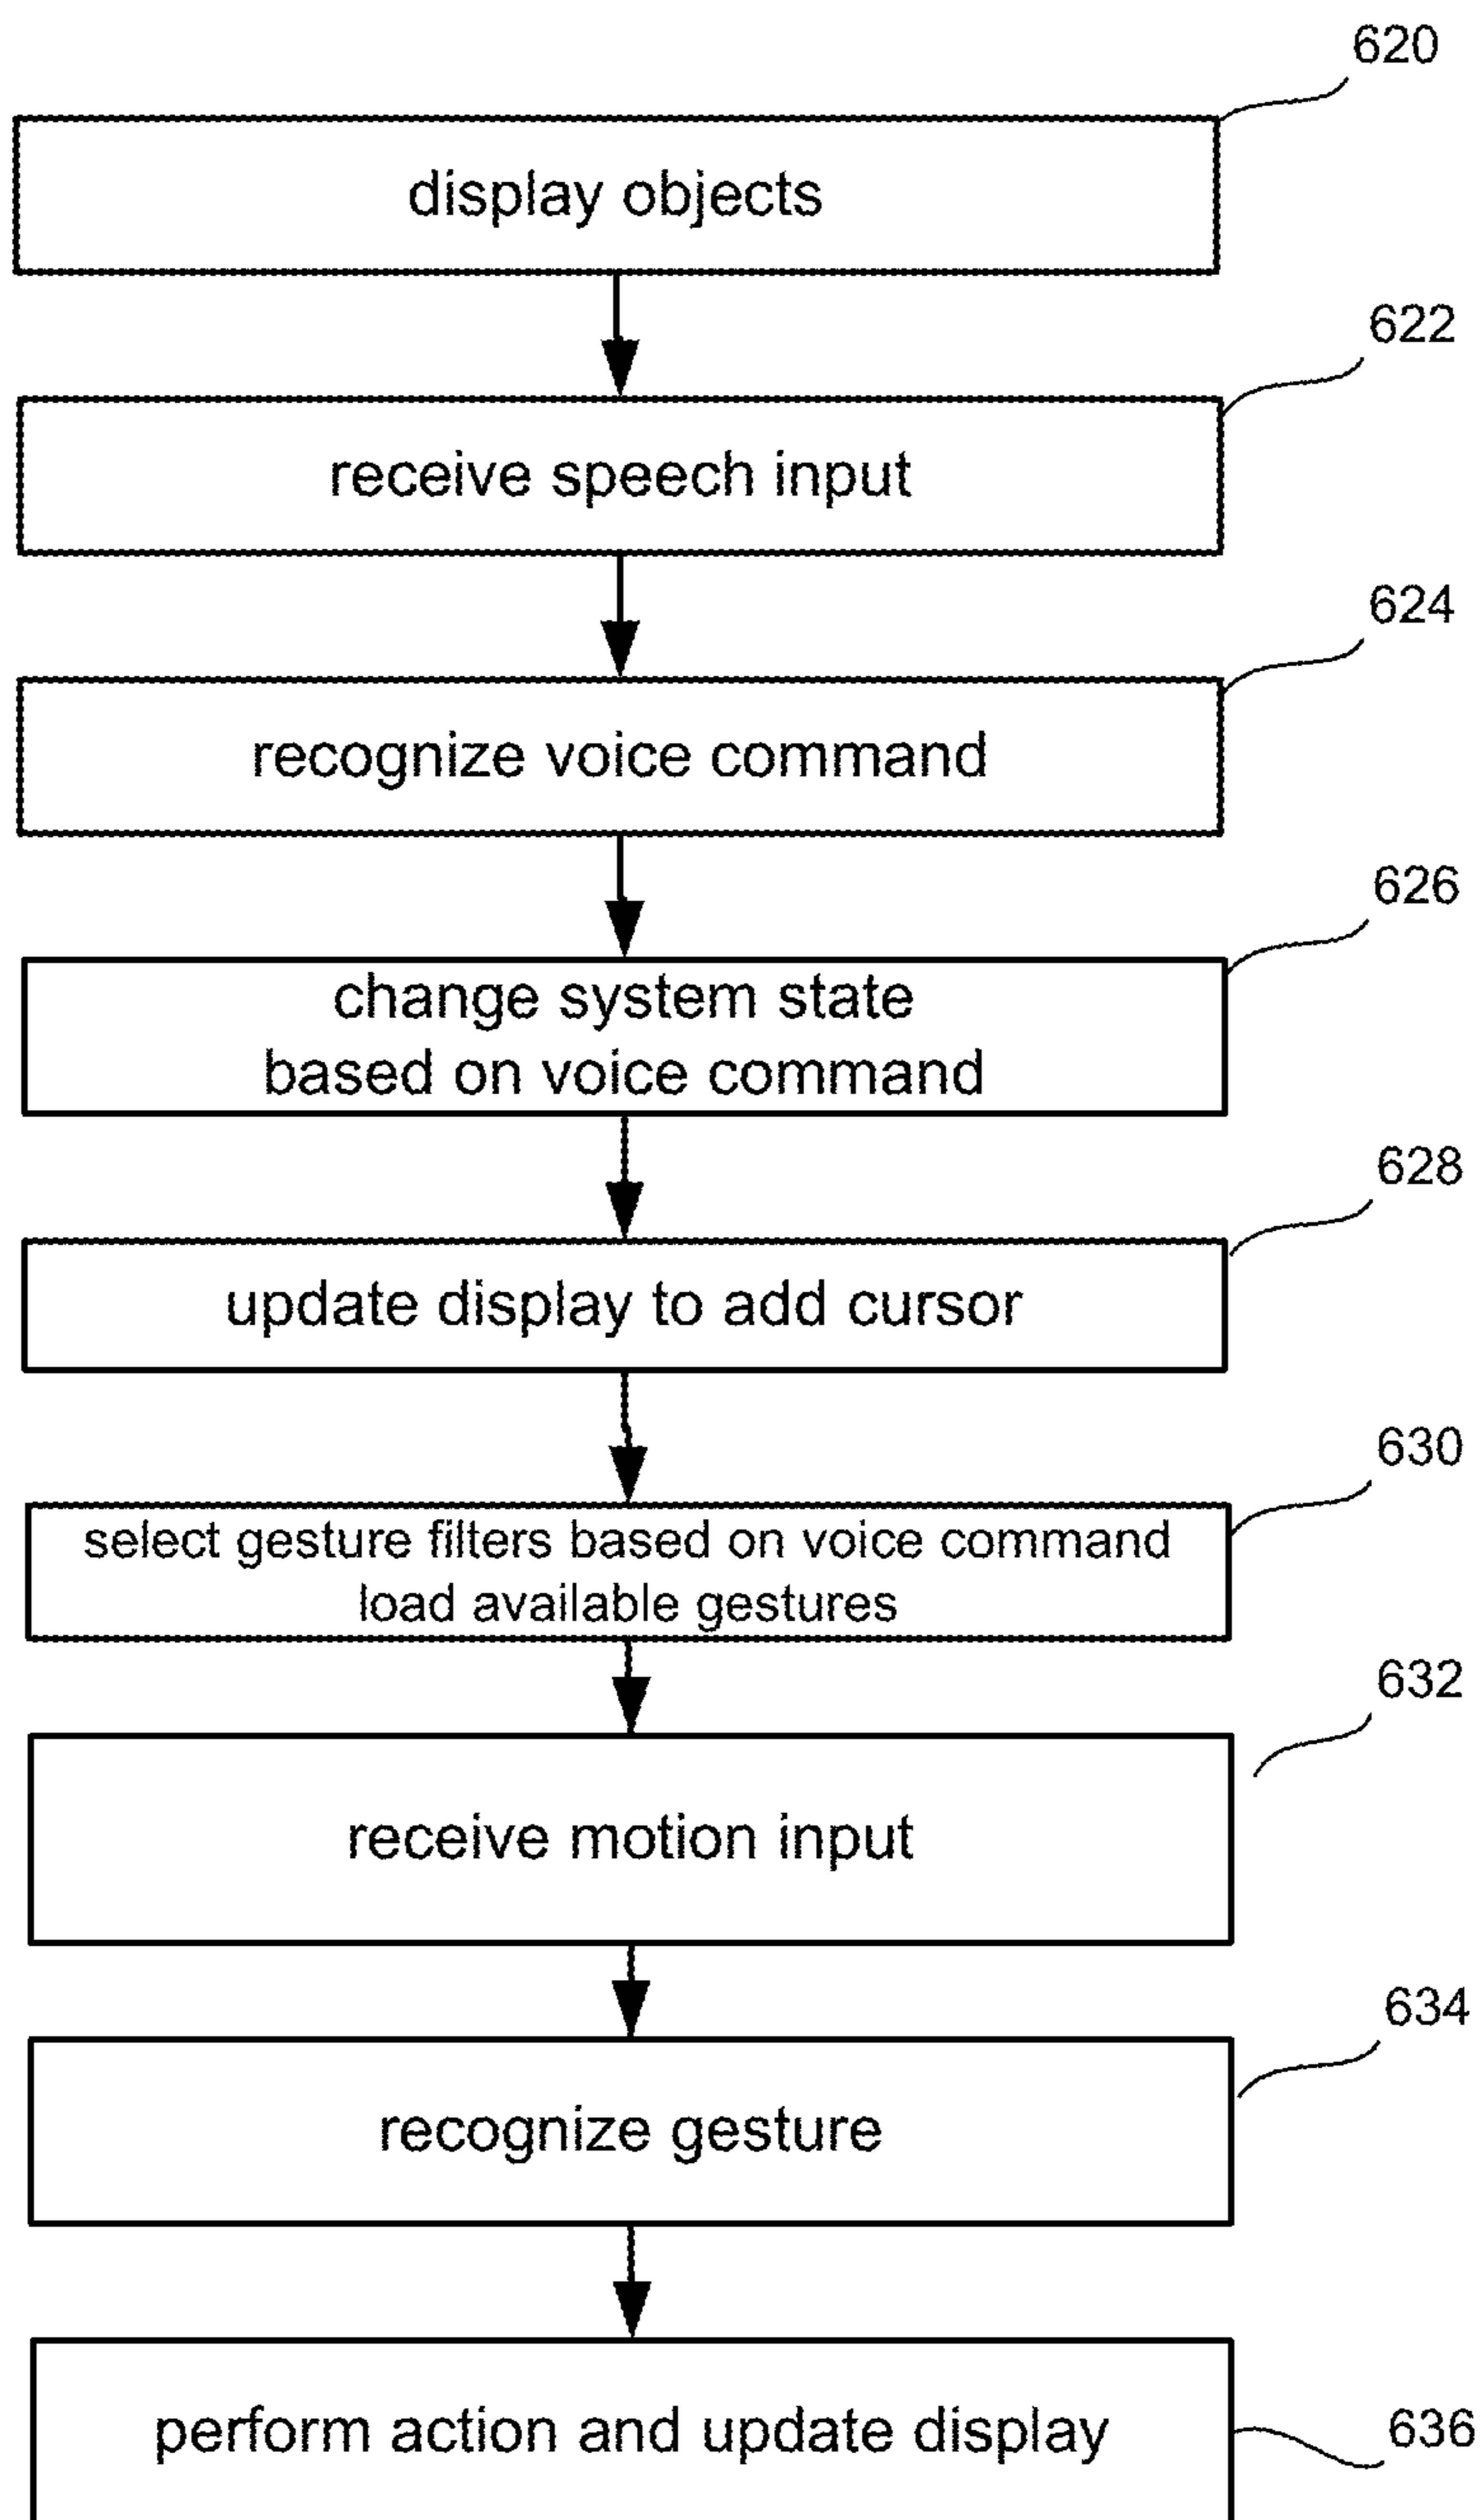 620
display objects
622
receive speech input
624
recognize voice command
626
change system state
based on voice command
628
update display to add cursor
630
select gesture filters based on voice command
load available gestures
632
receive motion input
634
recognize gesture
perform action and update display
636